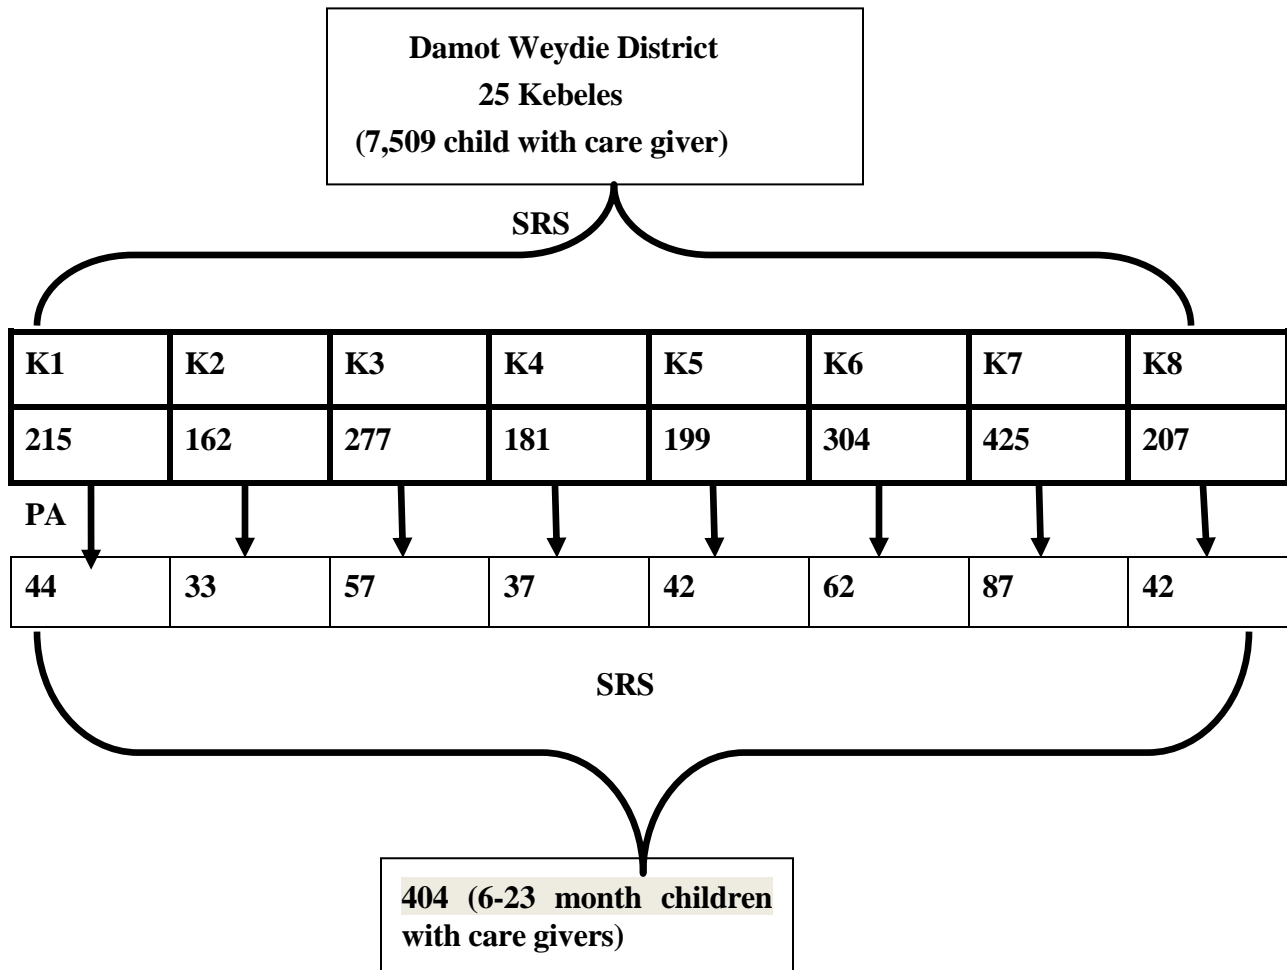 Damot Weydie District
25 Kebeles
(7,509 child with care giver)
SRS
K1 K2 K3 K4 K5 K6 K7 K8
215 162 277 181 199 304 425 207
PA
44 33 57 37 42 62 87 42
SRS
404 (6-23 month children
with care givers)